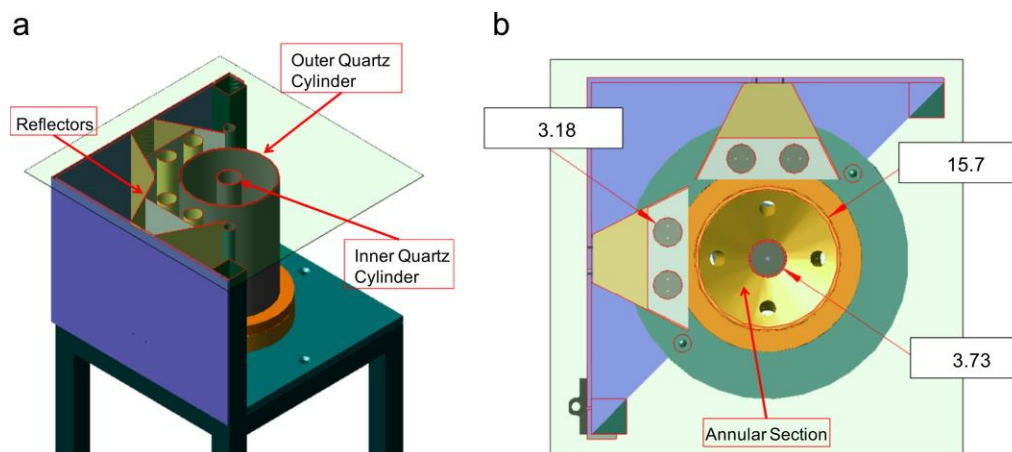 a
Outer Quartz
Cylinder
Reflectors
Inner Quartz
Cylinder
b
3.18
15.7
3.73
Annular Section